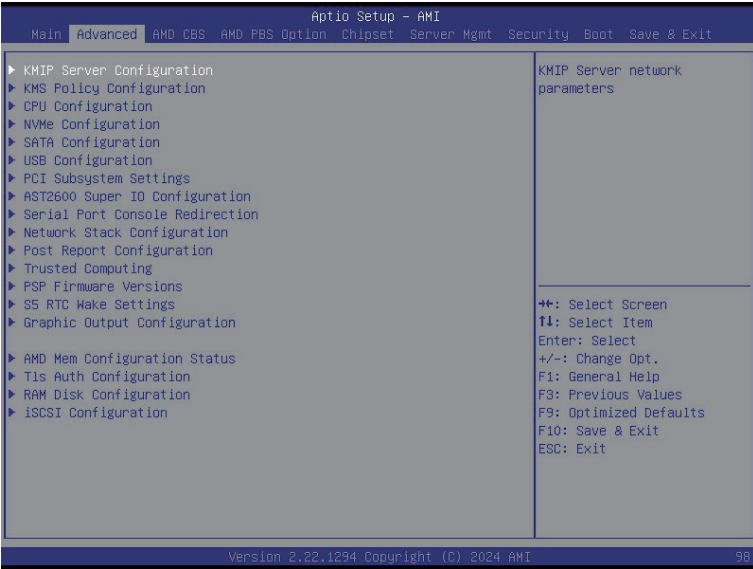 Aptio Setup – AMI
Main Advanced AMD CBS AMD PBS Option Chipset Server Mgmt Security Boot Save & Exit
KMIP Server Configuration
KMS Policy Configuration
CPU Configuration
NVMe Configuration
SATA Configuration
USB Configuration
PCI Subsystem Settings
AST2600 Super IO Configuration
Serial Port Console Redirection
Network Stack Configuration
Post Report Configuration
Trusted Computing
PSP Firmware Versions
S5 RTC Wake Settings
Graphic Output Configuration
AMD Mem Configuration Status
Tls Auth Configuration
RAM Disk Configuration
iSCSI Configuration
KMIP Server network
parameters
→←: Select Screen
↑↓: Select Item
Enter: Select
+/-: Change Opt.
F1: General Help
F3: Previous Values
F9: Optimized Defaults
F10: Save & Exit
ESC: Exit
Version 2.22.1294 Copyright (C) 2024 AMI
98